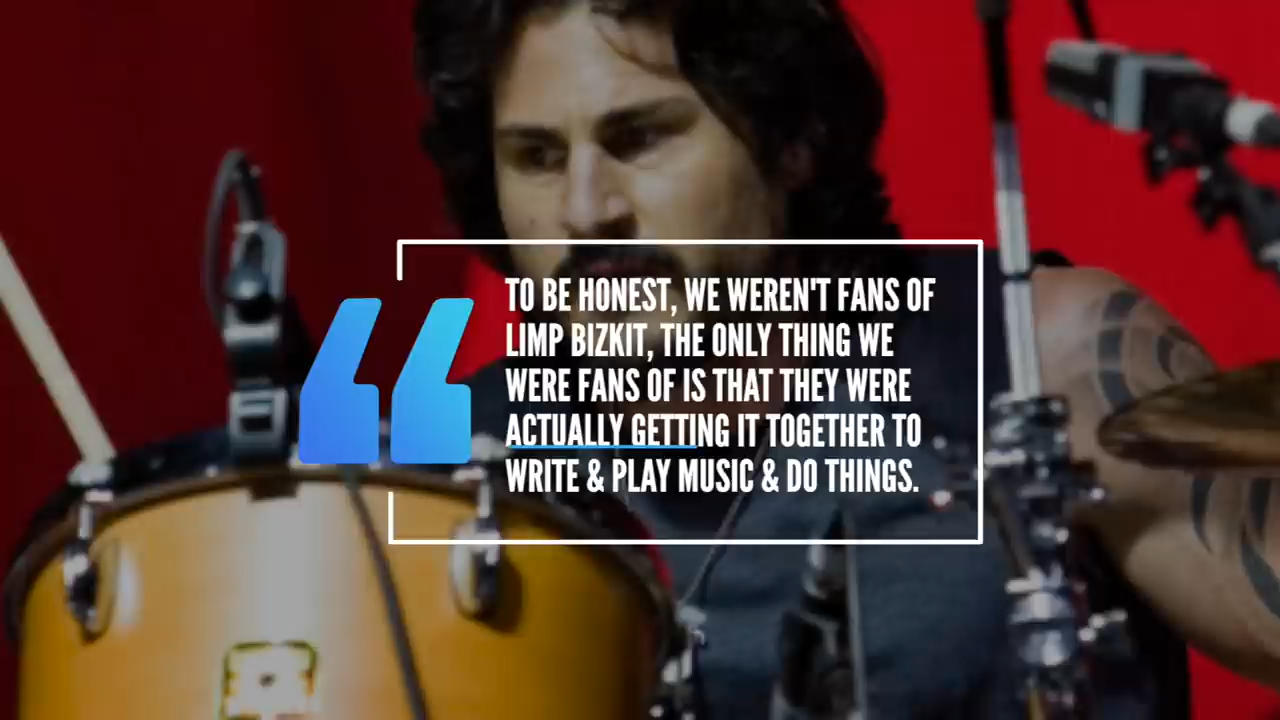 TO BE HONEST, WE WEREN'T FANS OF
LIMP BIZKIT, THE ONLY THING WE
WERE FANS OF IS THAT THEY WERE
ACTUALLY GETTING IT TOGETHER TO
WRITE & PLAY MUSIC & DO THINGS.